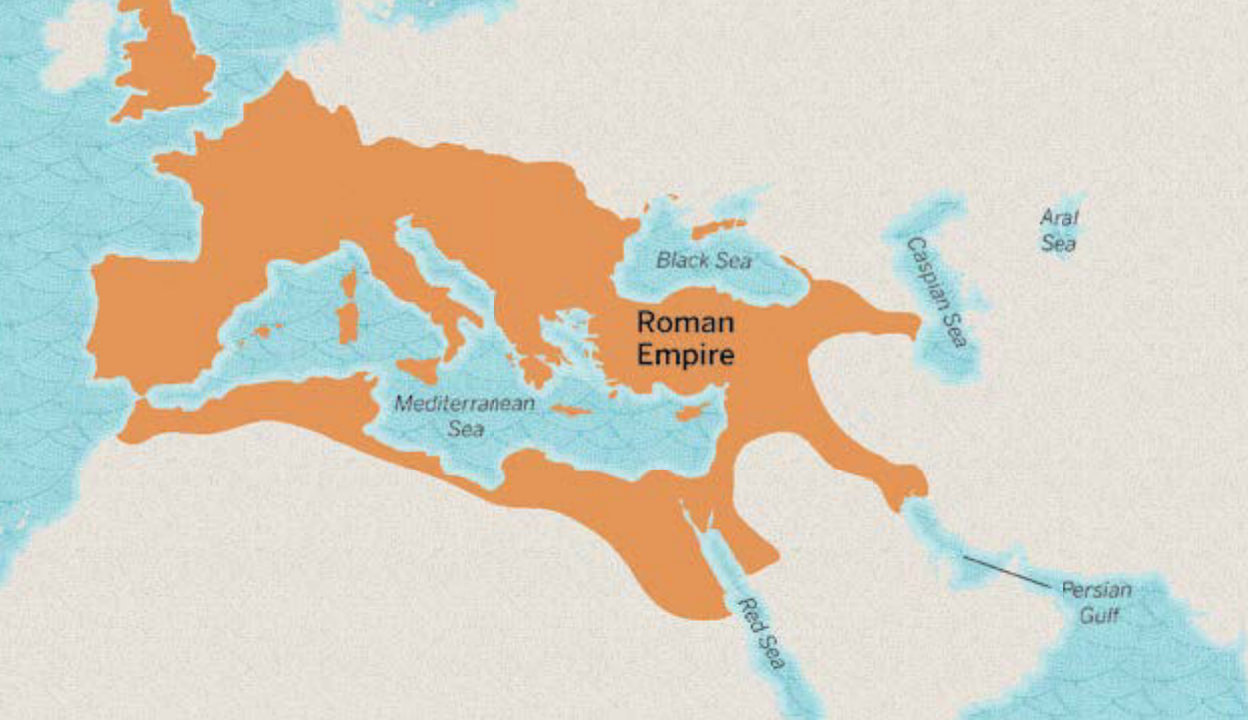 Aral
Sea
Caspian Sea
Black Sea
Roman
Empire
Mediterranean
Sea
Persian
Gulf
Red Sea